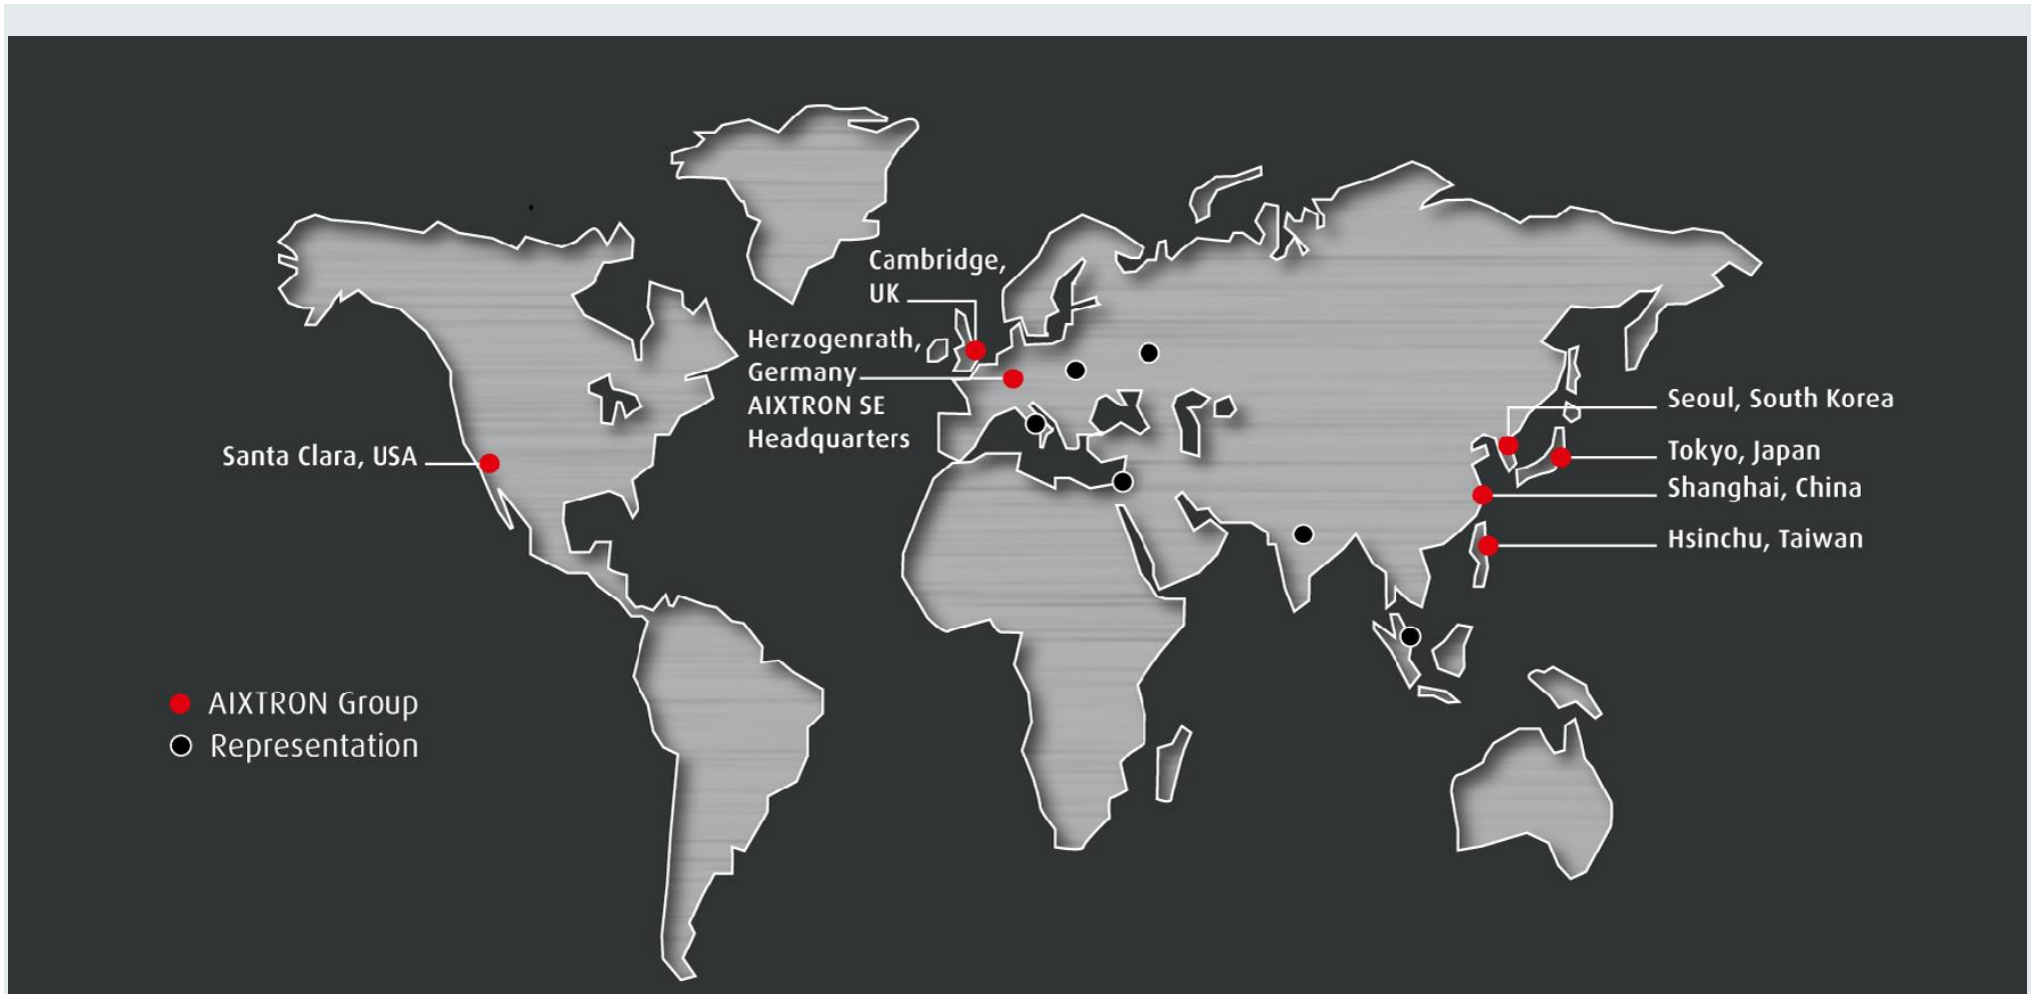 Cambridge,
UK
Herzogenrath,
Germany
AIXTRON SE
Headquarters
Santa Clara, USA
Seoul, South Korea
Tokyo, Japan
Shanghai, China
Hsinchu, Taiwan
AIXTRON Group
Representation